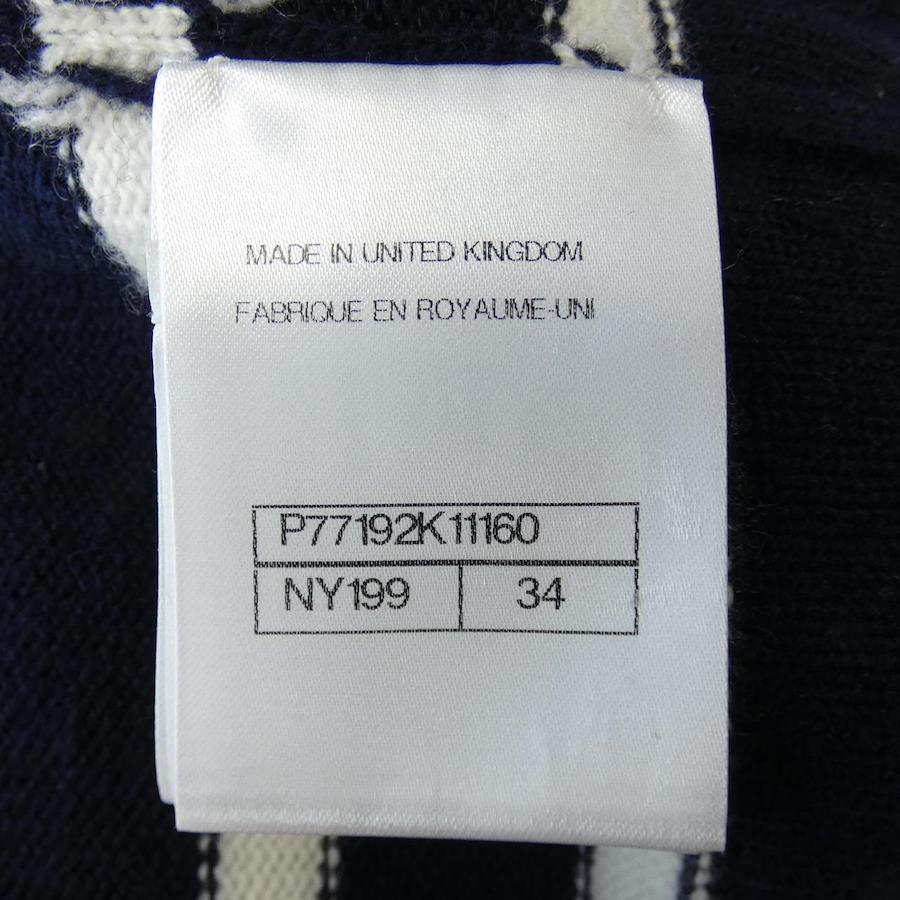 MADE IN UNITED KINGDOM
FABRIQUE EN ROYAUME-UNI
P77192K11160
NY199 34